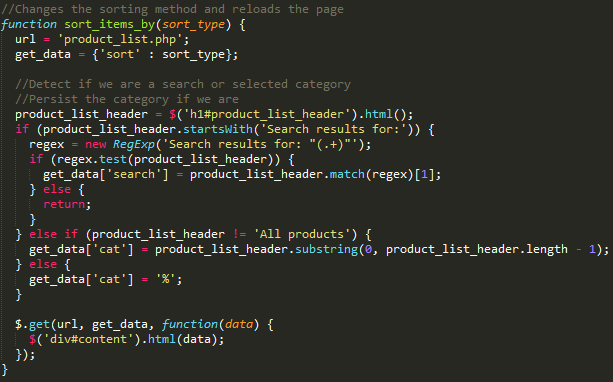 //Changes the sorting method and reloads the page
function sort_items_by(sort_type) {
  url = 'product_list.php';
  get_data = {'sort' : sort_type};

  //Detect if we are a search or selected category
  //Persist the category if we are
  product_list_header = $('h1#product_list_header').html();
  if (product_list_header.startsWith('Search results for:')) {
    regex = new RegExp('Search results for: "(.+)"');
    if (regex.test(product_list_header)) {
      get_data['search'] = product_list_header.match(regex)[1];
    } else {
      return;
    }
  } else if (product_list_header != 'All products') {
    get_data['cat'] = product_list_header.substring(0, product_list_header.length - 1);
  } else {
    get_data['cat'] = '%';
  }

  $.get(url, get_data, function(data) {
    $('div#content').html(data);
  });
}